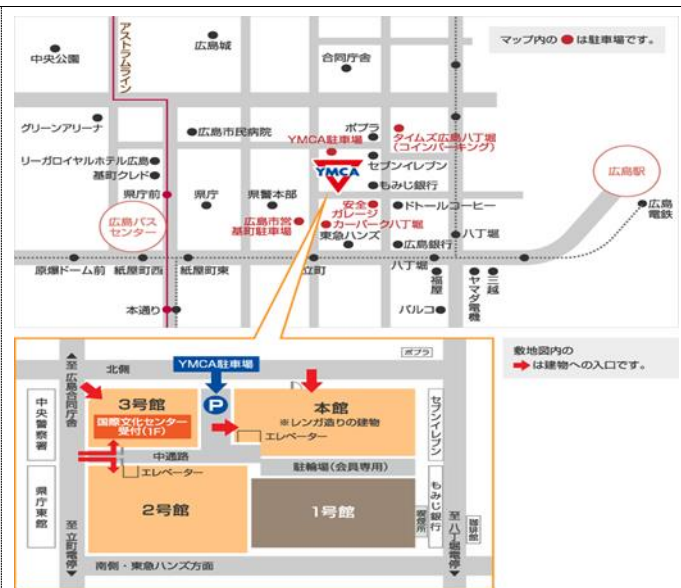 マップ内の●は駐車場です。
アストラムライン
中央公園
広島城
合同庁舎
グリーンアリーナ
広島市民病院
ポプラ
YMCA駐車場
タイムズ広島八丁堀
(コインパーキング)
セブンイレブン
YMCA
もみじ銀行
リーガロイヤルホテル広島
基町クレド
県庁前
県庁
県警本部
安全
ガレージ
ドトールコーヒー
広島駅
広島
電鉄
広島バス
センター
広島市営
基町駐車場
カーパーク八丁堀
東急ハンズ
広島銀行
八丁堀
原爆ドーム前
紙屋町西
紙屋町東
立町
八丁堀
福屋
ヤマダ電機
三越
本通り
パルコ
敷地図内の
➡は建物への入口です。
至広島合同庁舎
北側
YMCA駐車場
ポプラ
中央警察署
3号館
国際文化センター
受付(1F)
P
本館
※レンガ造りの建物
エレベーター
セブンイレブン
中通路
エレベーター
駐輪場(会員専用)
県庁東館
2号館
1号館
喫煙所
もみじ銀行
至八丁堀電停
珈琲館
至立町電停
南側・東急ハンズ方面